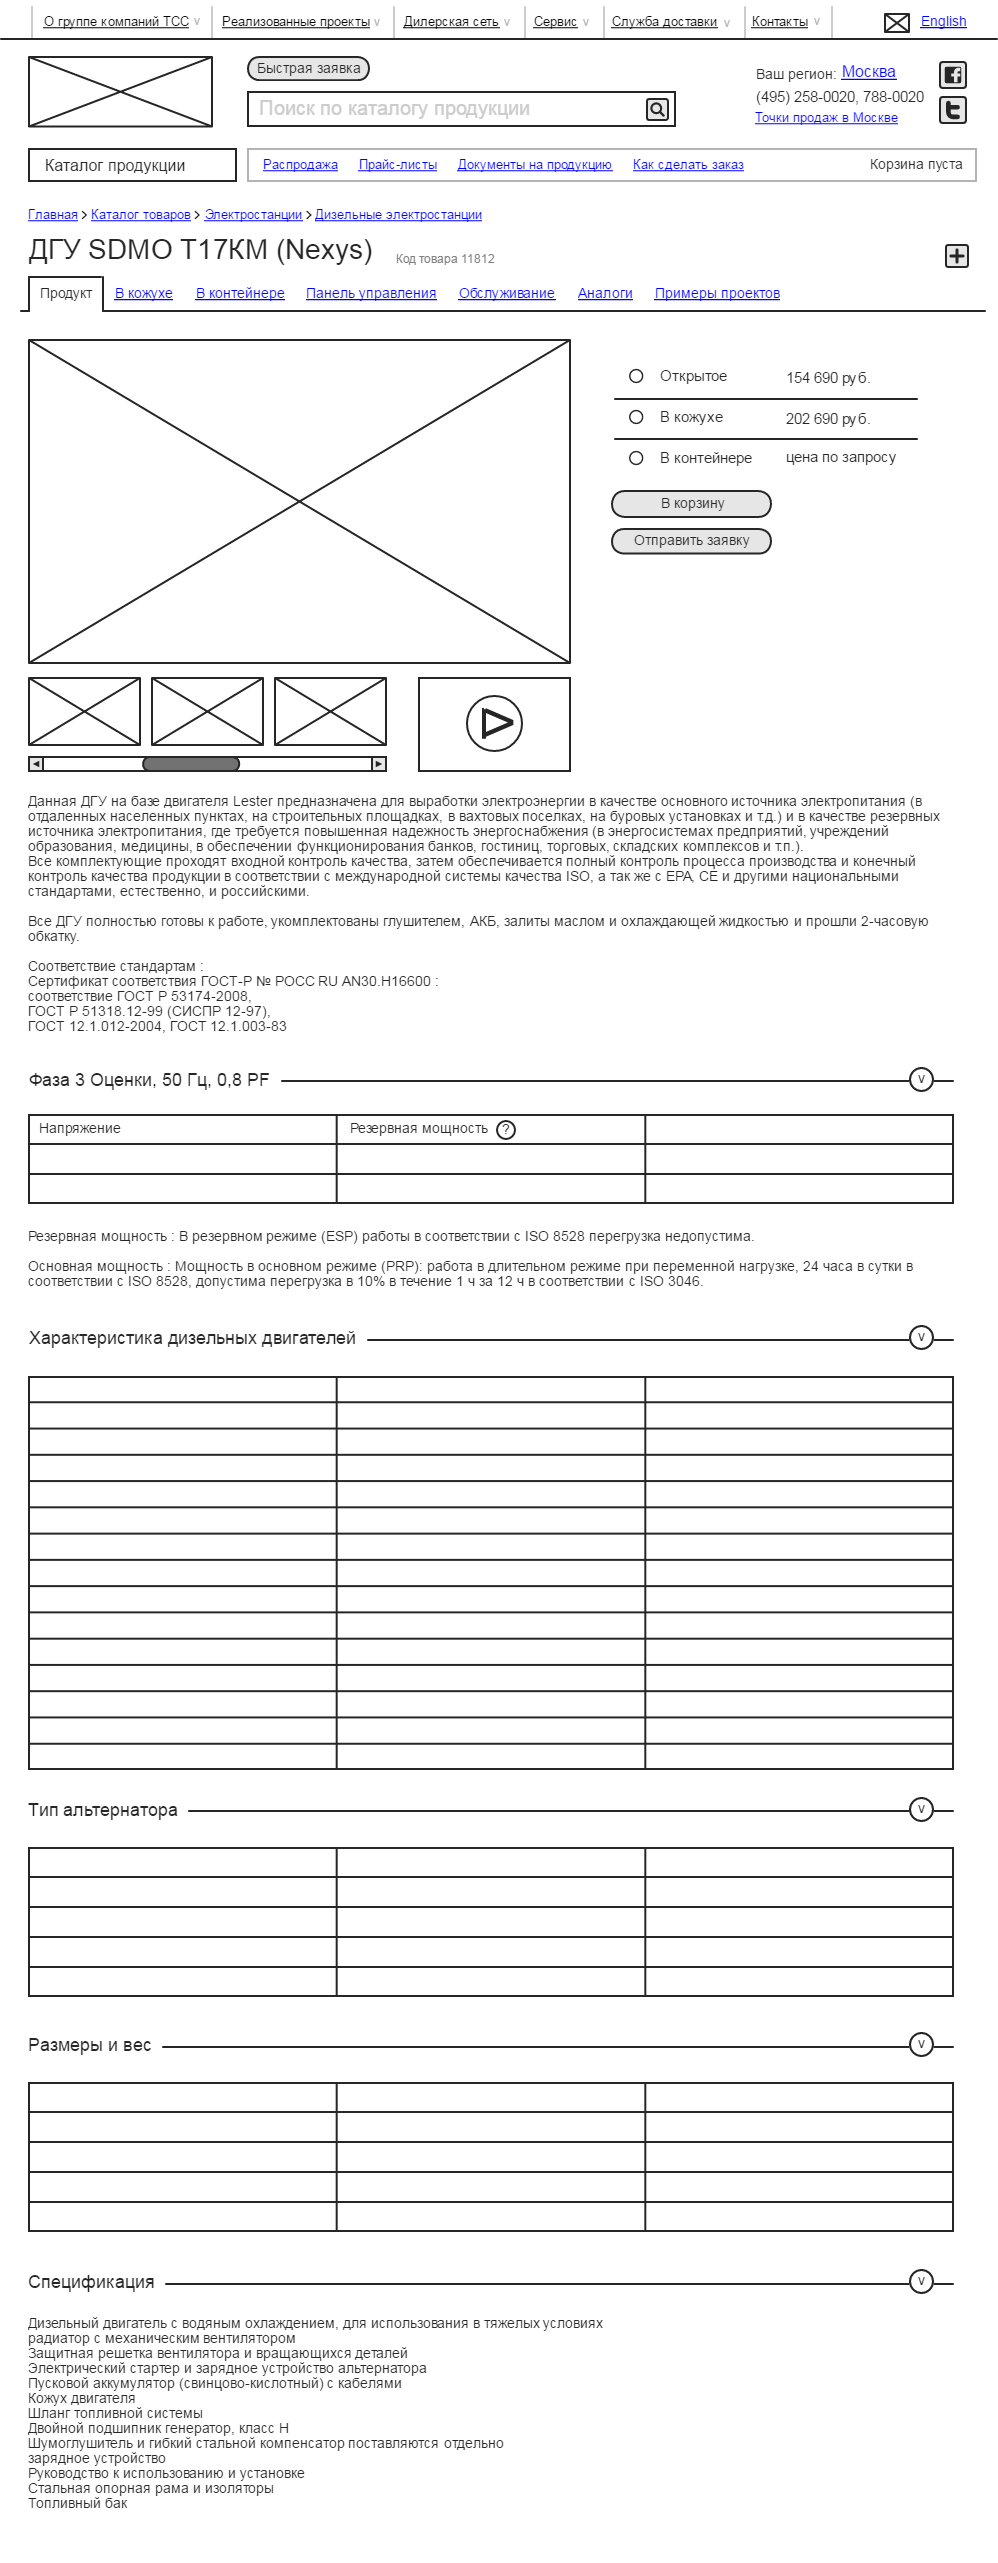 О группе компаний ТСС v Реализованные проекты v Дилерская сеть v Сервис v Служба доставки v Контакты v English
Быстрая заявка
Поиск по каталогу продукции
Ваш регион: Москва
(495) 258-0020, 788-0020
Точки продаж в Москве
Каталог продукции
Распродажа Прайс-листы Документы на продукцию Как сделать заказ Корзина пуста
Главная > Каталог товаров > Электростанции > Дизельные электростанции
ДГУ SDMO T17КМ (Nexys) Код товара 11812
Продукт В кожухе В контейнере Панель управления Обслуживание Аналоги Примеры проектов
Открытое 154 690 руб.
В кожухе 202 690 руб.
В контейнере цена по запросу
В корзину
Отправить заявку
Данная ДГУ на базе двигателя Lester предназначена для выработки электроэнергии в качестве основного источника электропитания (в
отдаленных населенных пунктах, на строительных площадках, в вахтовых поселках, на буровых установках и т.д.) и в качестве резервных
источника электропитания, где требуется повышенная надежность энергоснабжения (в энергосистемах предприятий, учреждений
образования, медицины, в обеспечении функционирования банков, гостиниц, торговых, складских комплексов и т.п.).
Все комплектующие проходят входной контроль качества, затем обеспечивается полный контроль процесса производства и конечный
контроль качества продукции в соответствии с международной системы качества ISO, а так же с EPA, CE и другими национальными
стандартами, естественно, и российскими.
Все ДГУ полностью готовы к работе, укомплектованы глушителем, АКБ, залиты маслом и охлаждающей жидкостью и прошли 2-часовую
обкатку.
Соответствие стандартам :
Сертификат соответствия ГОСТ-Р № РОСС RU АN30.Н16600 :
соответствие ГОСТ Р 53174-2008,
ГОСТ Р 51318.12-99 (СИСПР 12-97),
ГОСТ 12.1.012-2004, ГОСТ 12.1.003-83
Фаза 3 Оценки, 50 Гц, 0,8 PF v
Напряжение Резервная мощность ?
Резервная мощность : В резервном режиме (ESP) работы в соответствии с ISO 8528 перегрузка недопустима.
Основная мощность : Мощность в основном режиме (PRP): работа в длительном режиме при переменной нагрузке, 24 часа в сутки в
соответствии с ISO 8528, допустима перегрузка в 10% в течение 1 ч за 12 ч в соответствии с ISO 3046.
Характеристика дизельных двигателей v
Тип альтернатора v
Размеры и вес v
Спецификация v
Дизельный двигатель с водяным охлаждением, для использования в тяжелых условиях
радиатор с механическим вентилятором
Защитная решетка вентилятора и вращающихся деталей
Электрический стартер и зарядное устройство альтернатора
Пусковой аккумулятор (свинцово-кислотный) с кабелями
Кожух двигателя
Шланг топливной системы
Двойной подшипник генератор, класс H
Шумоглушитель и гибкий стальной компенсатор поставляются отдельно
зарядное устройство
Руководство к использованию и установке
Стальная опорная рама и изоляторы
Топливный бак